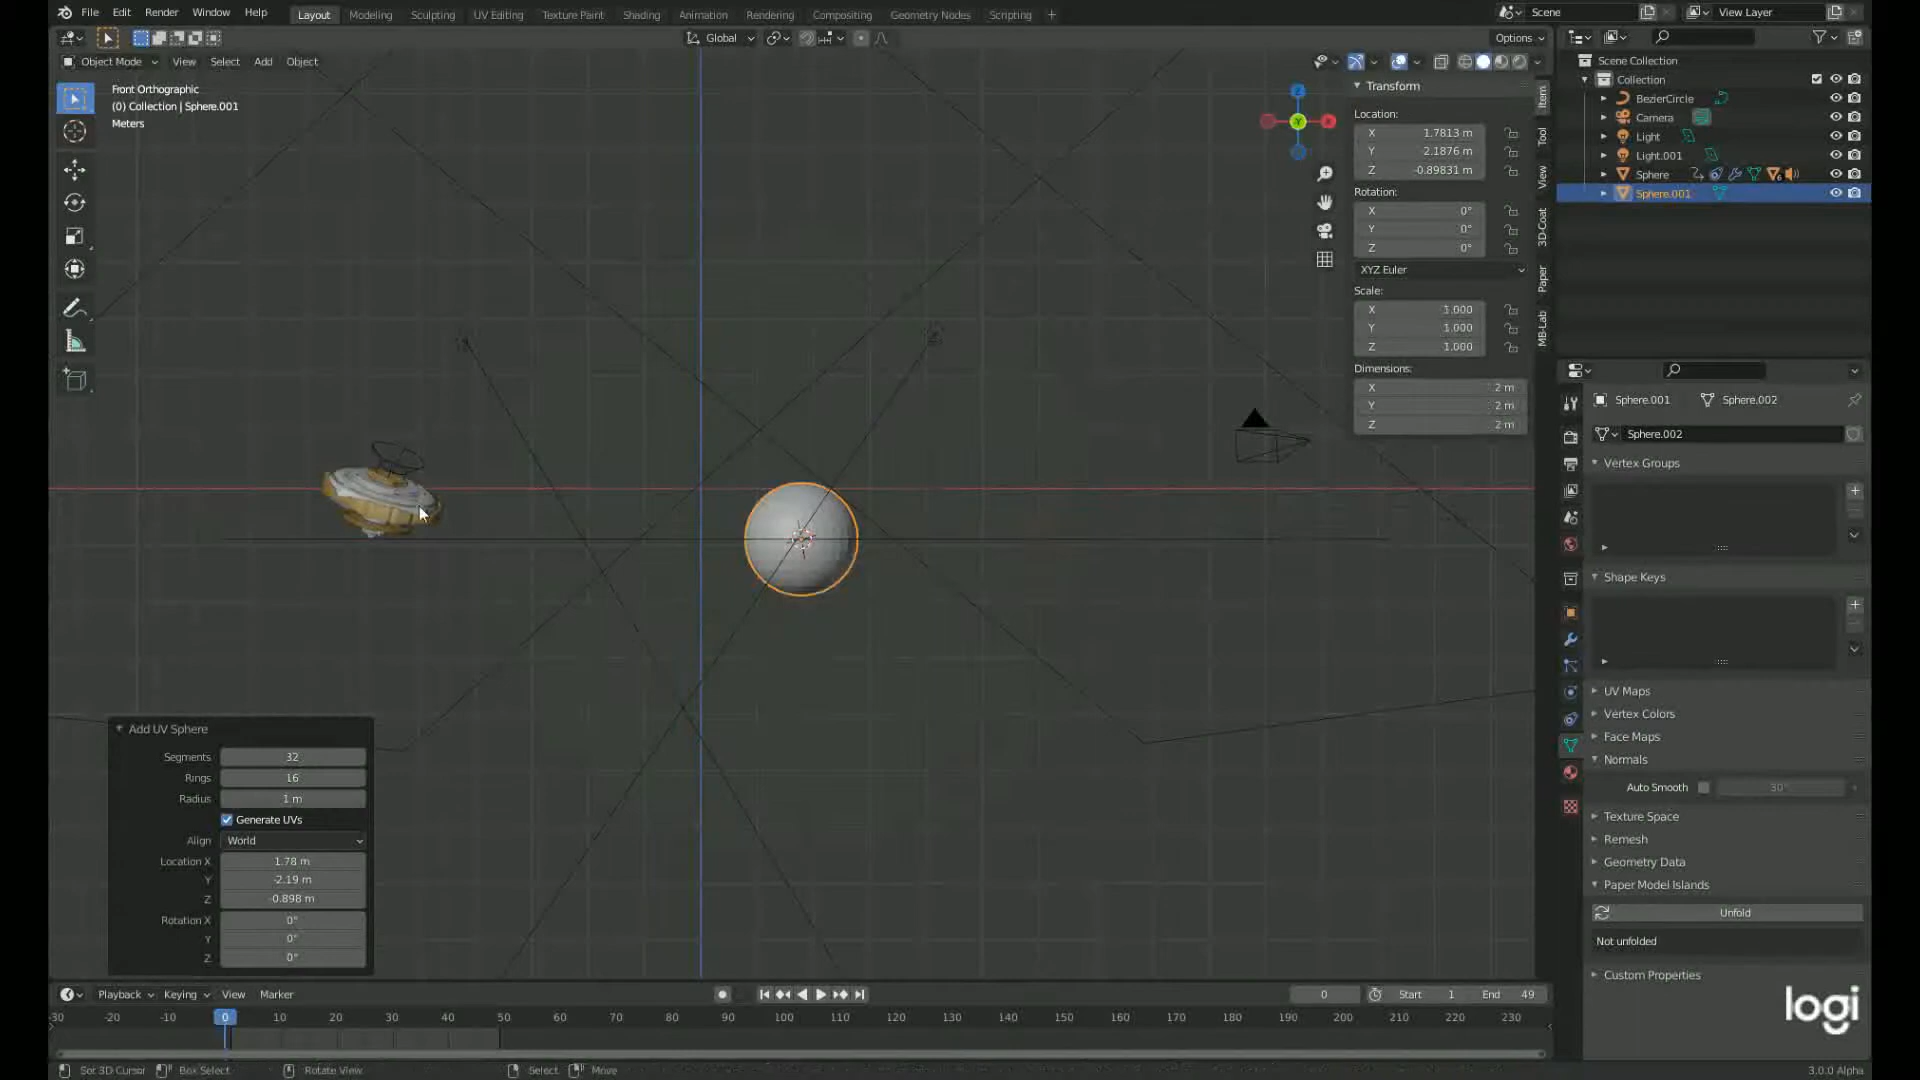 File Edit Render Window Help
Layout Modeling Sculpting UV Editing Texture Paint Shading Animation Rendering Compositing Geometry Nodes Scripting +
Scene
View Layer
Global
Options
Object Mode View Select Add Object
Front Orthographic
(0) Collection | Sphere.001
Meters
Z
Y
X
Transform
Location:
X 1.7813 m
Y 2.1876 m
Z -0.89831 m
Rotation:
X 0°
Y 0°
Z 0°
XYZ Euler
Scale:
X 1.000
Y 1.000
Z 1.000
Dimensions:
X 2 m
Y 2 m
Z 2 m
Item
Tool
View
3D-Coat
Paper
MB-Lab
Scene Collection
Collection
BezierCircle
Camera
Light
Light.001
Sphere
Sphere.001
Sphere.001 Sphere.002
Sphere.002
Vertex Groups
Shape Keys
UV Maps
Vertex Colors
Face Maps
Normals
Auto Smooth 30°
Texture Space
Remesh
Geometry Data
Paper Model Islands
Unfold
Not unfolded
Custom Properties
logi
Add UV Sphere
Segments 32
Rings 16
Radius 1 m
Generate UVs
Align World
Location X 1.78 m
Y -2.19 m
Z -0.898 m
Rotation X 0°
Y 0°
Z 0°
Playback Keying View Marker
0 Start 1 End 49
-30 -20 -10 0 10 20 30 40 50 60 70 80 90 100 110 120 130 140 150 160 170 180 190 200 210 220 230
Set 3D Cursor Box Select Rotate View Select Move
3.0.0 Alpha